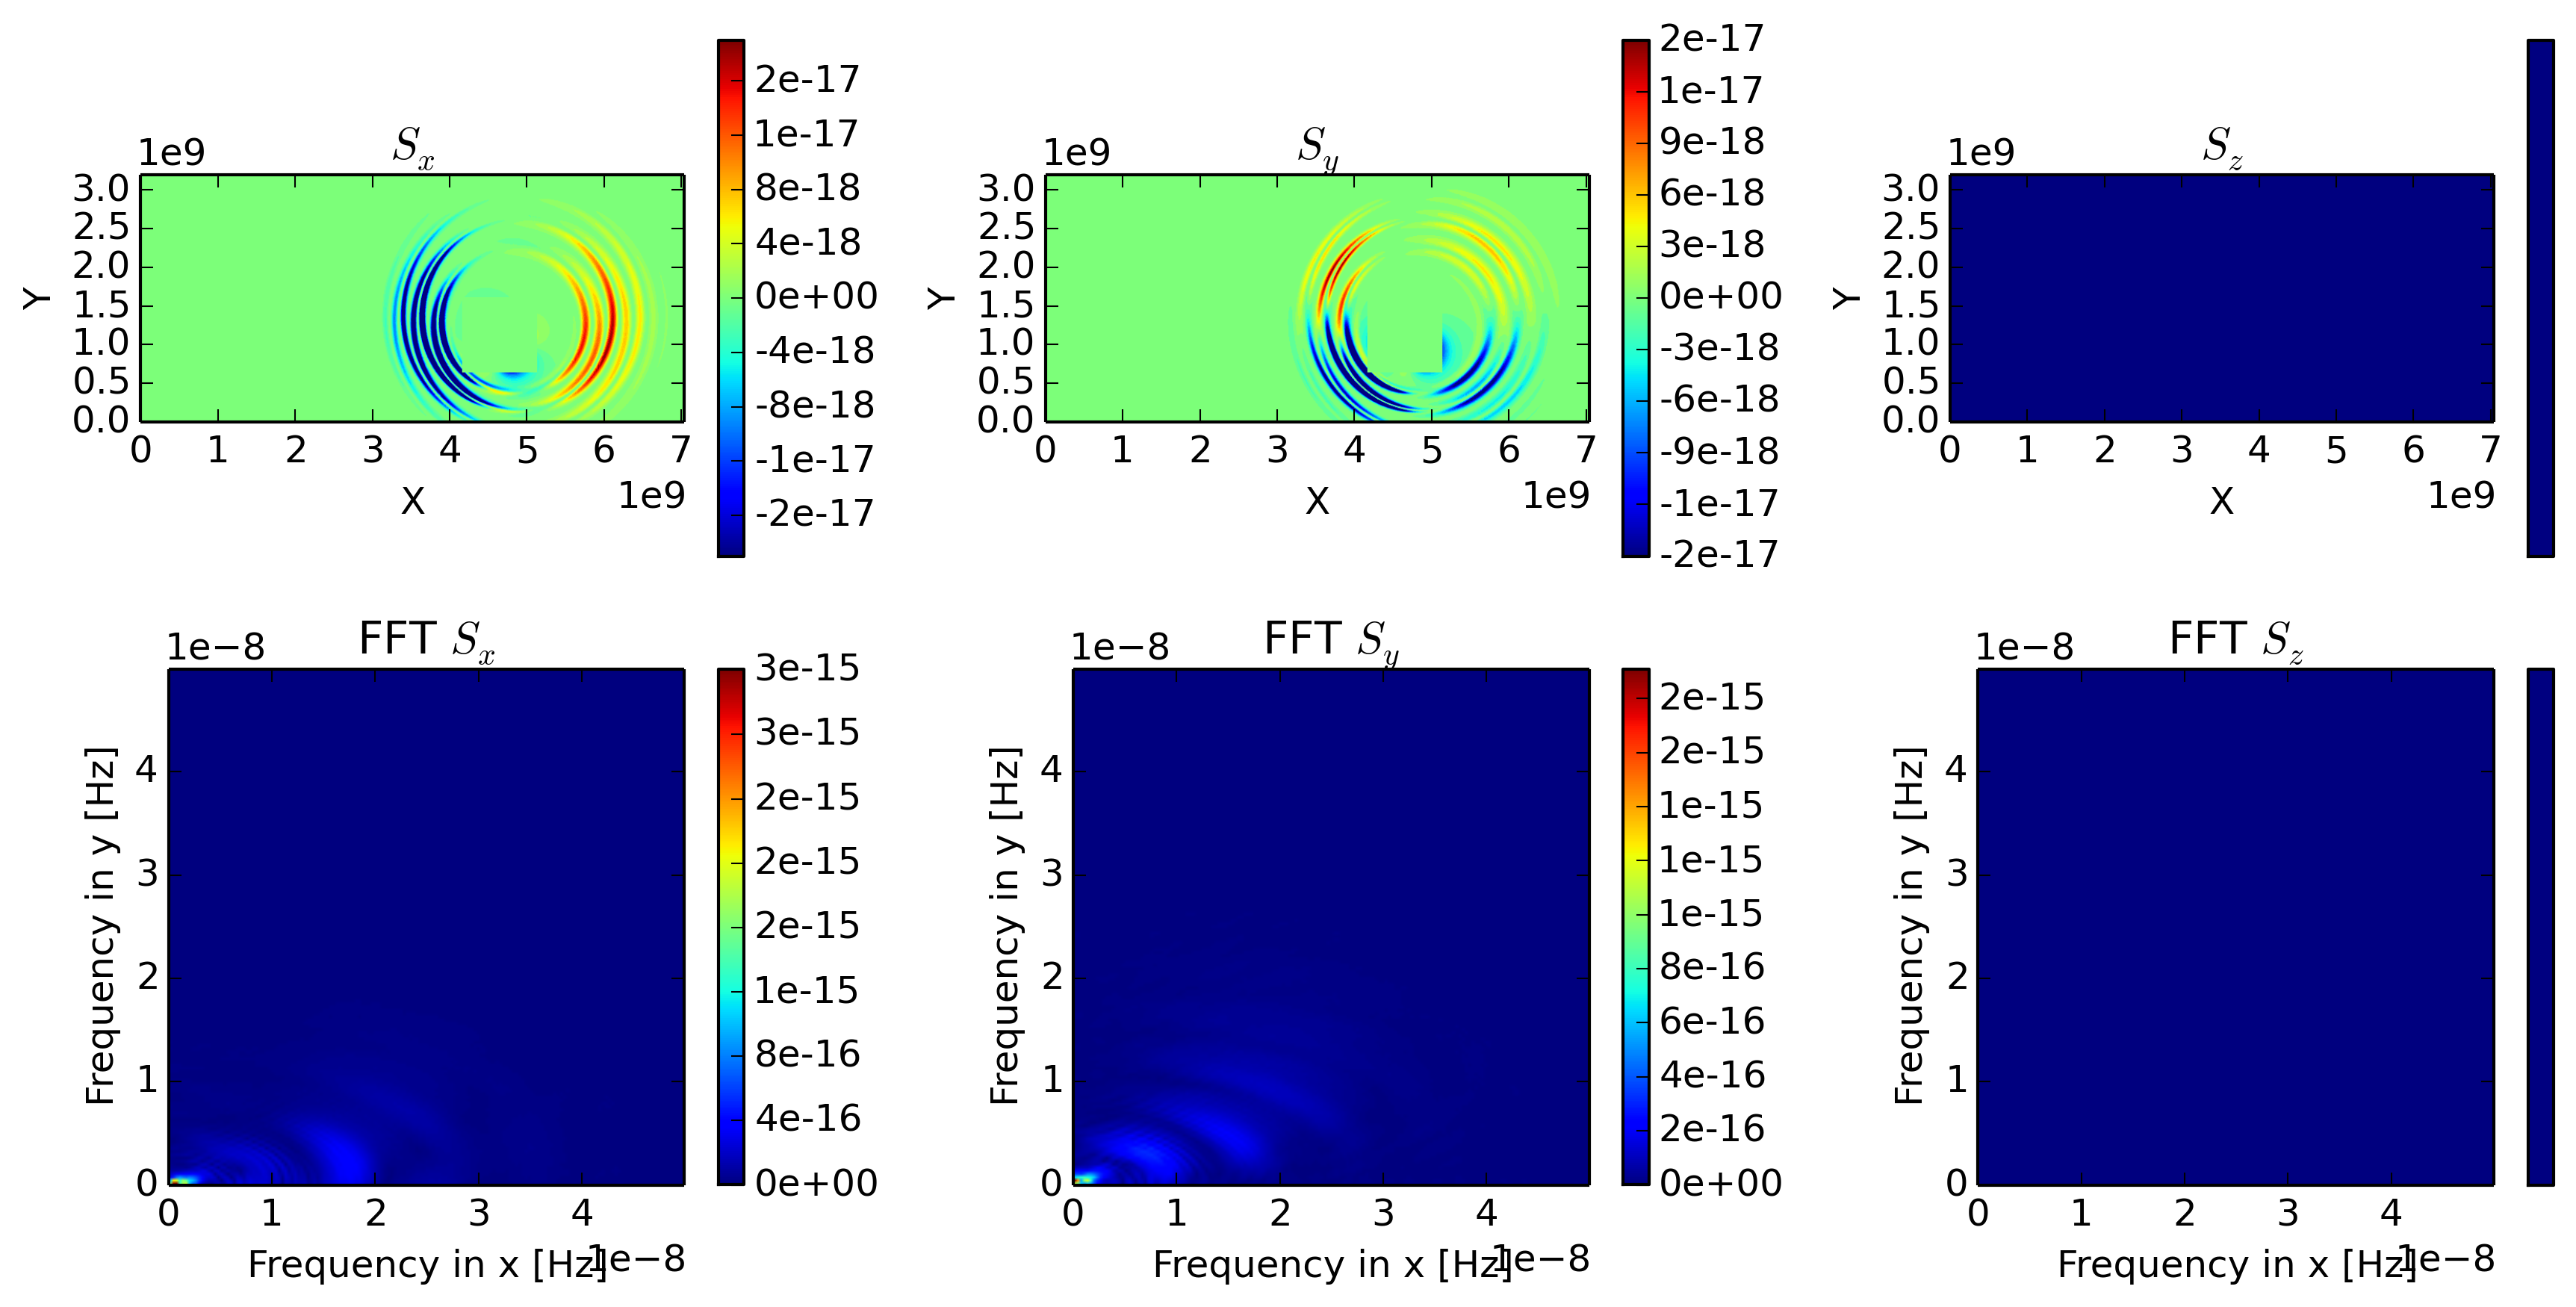 1e9 Sx
3.0
2.5
2.0
1.5
1.0
0.5
0.0
Y
0 1 2 3 4 5 6 7
X 1e9
2e-17
1e-17
8e-18
4e-18
0e+00
-4e-18
-8e-18
-1e-17
-2e-17
1e9 Sy
3.0
2.5
2.0
1.5
1.0
0.5
0.0
Y
0 1 2 3 4 5 6 7
X 1e9
2e-17
1e-17
9e-18
6e-18
3e-18
0e+00
-3e-18
-6e-18
-9e-18
-1e-17
-2e-17
1e9 Sz
3.0
2.5
2.0
1.5
1.0
0.5
0.0
Y
0 1 2 3 4 5 6 7
X 1e9
1e−8 FFT Sx
4
3
2
1
0
Frequency in y [Hz]
0 1 2 3 4
Frequency in x [Hz] 1e−8
3e-15
3e-15
2e-15
2e-15
2e-15
1e-15
8e-16
4e-16
0e+00
1e−8 FFT Sy
4
3
2
1
0
Frequency in y [Hz]
0 1 2 3 4
Frequency in x [Hz] 1e−8
2e-15
2e-15
1e-15
1e-15
1e-15
8e-16
6e-16
4e-16
2e-16
0e+00
1e−8 FFT Sz
4
3
2
1
0
Frequency in y [Hz]
0 1 2 3 4
Frequency in x [Hz] 1e−8